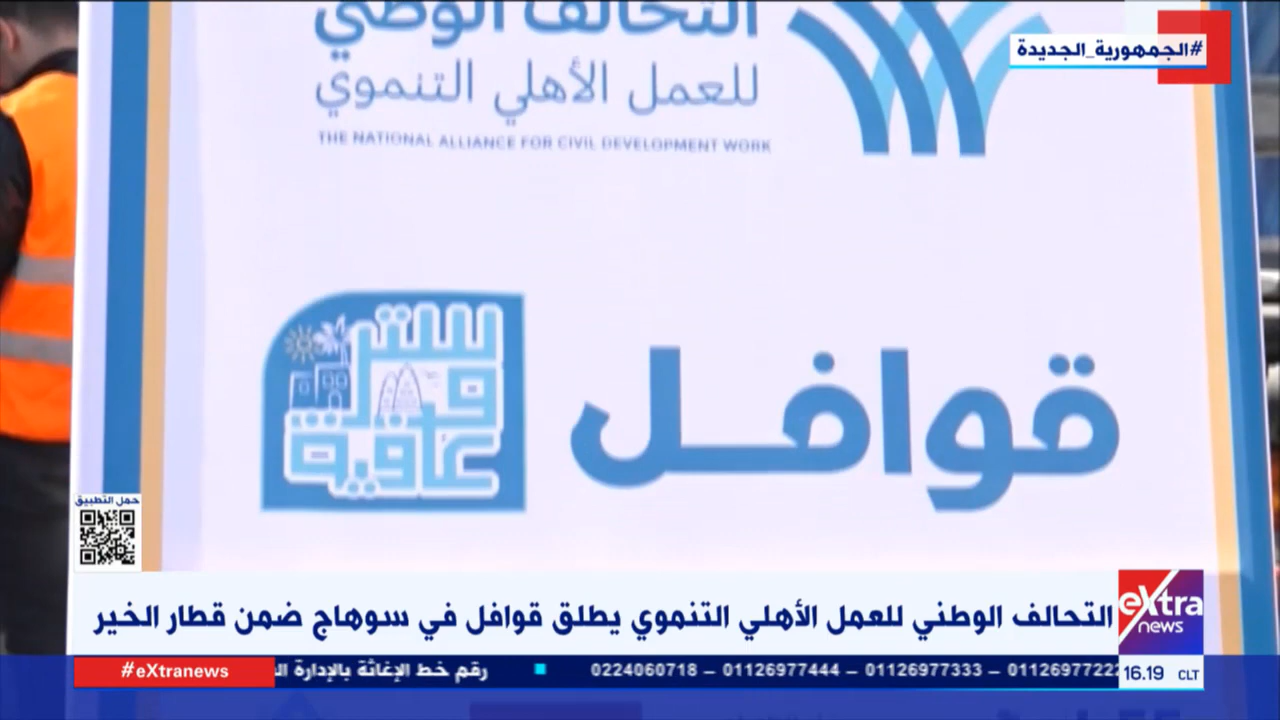 #الجمهورية_الجديدة
التحالف الوطني
للعمل الأهلي التنموي
THE NATIONAL ALLIANCE FOR CIVIL DEVELOPMENT WORK
قوافل
ستر
و
عافية
حمل التطبيق
التحالف الوطني للعمل الأهلي التنموي يطلق قوافل في سوهاج ضمن قطار الخير
eXtra
news
#eXtranews
رقم خط الإغاثة بالإدارة
01126977222 – 01126977333 – 01126977444 – 0224060718
16.19 CLT